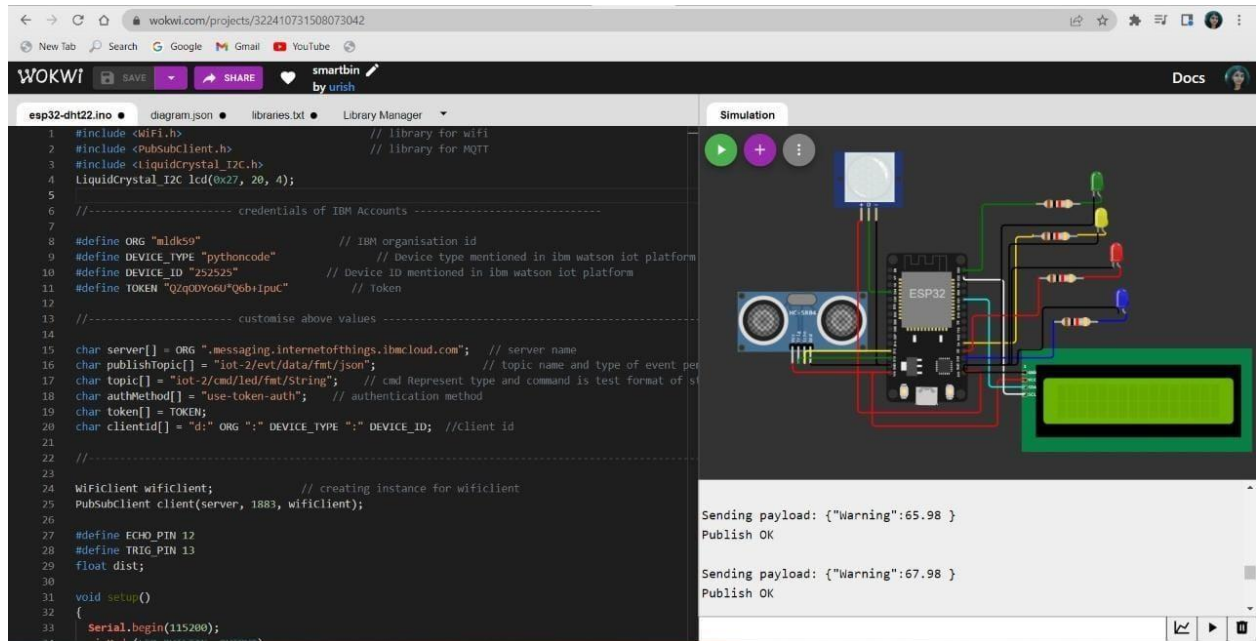 wokwi.com/projects/322410731508073042
New Tab Search Google Gmail YouTube
WOKWI SAVE SHARE smartbin by urish Docs
esp32-dht22.ino diagram.json libraries.txt Library Manager
Simulation
1 #include <WiFi.h> // library for wifi
2 #include <PubSubClient.h> // library for MQTT
3 #include <LiquidCrystal_I2C.h>
4 LiquidCrystal_I2C lcd(0x27, 20, 4);
5
6 //----------------------- credentials of IBM Accounts ------------------------------
7
8 #define ORG "mldk59" // IBM organisation id
9 #define DEVICE_TYPE "pythoncode" // Device type mentioned in ibm watson iot platform
10 #define DEVICE_ID "252525" // Device ID mentioned in ibm watson iot platform
11 #define TOKEN "QZqODYo6U*Q6b+IpuC" // Token
12
13 //----------------------- customise above values -----------------------
14
15 char server[] = ORG ".messaging.internetofthings.ibmcloud.com"; // server name
16 char publishTopic[] = "iot-2/evt/data/fmt/json"; // topic name and type of event per
17 char topic[] = "iot-2/cmd/led/fmt/String"; // cmd Represent type and command is test format of st
18 char authMethod[] = "use-token-auth"; // authentication method
19 char token[] = TOKEN;
20 char clientId[] = "d:" ORG ":" DEVICE_TYPE ":" DEVICE_ID; //Client id
21
22 //-----------------------
23
24 WiFiClient wifiClient; // creating instance for wificlient
25 PubSubClient client(server, 1883, wifiClient);
26
27 #define ECHO_PIN 12
28 #define TRIG_PIN 13
29 float dist;
30
31 void setup()
32 {
33 Serial.begin(115200);
HC-SR04
ESP32
Sending payload: {"Warning":65.98 }
Publish OK
Sending payload: {"Warning":67.98 }
Publish OK